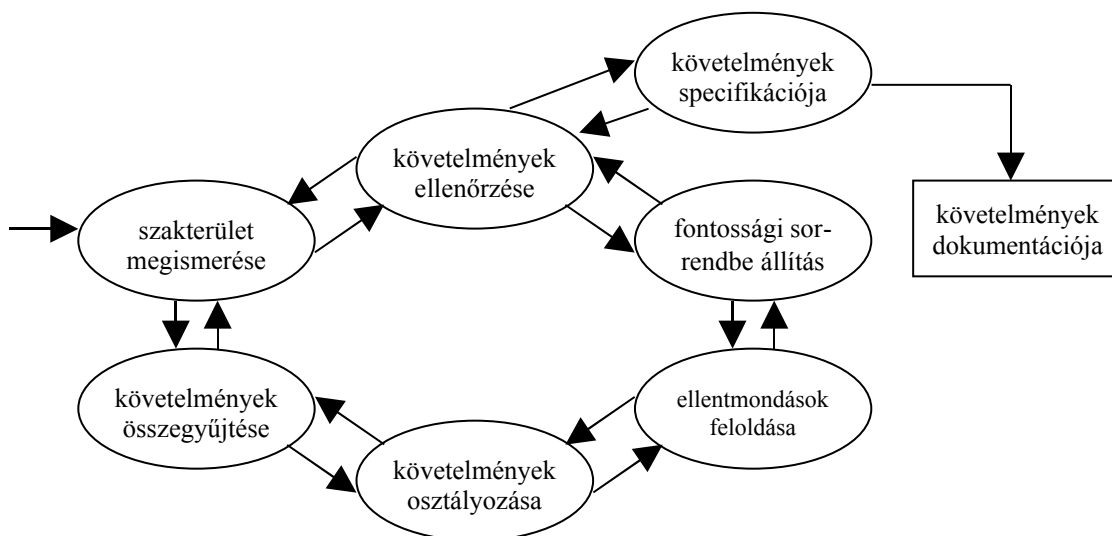 követelmények
specifikációja
követelmények
ellenőrzése
szakterület
megismerése
fontossági sor-
rendbe állítás
követelmények
dokumentációja
követelmények
összegyűjtése
követelmények
osztályozása
ellentmondások
feloldása